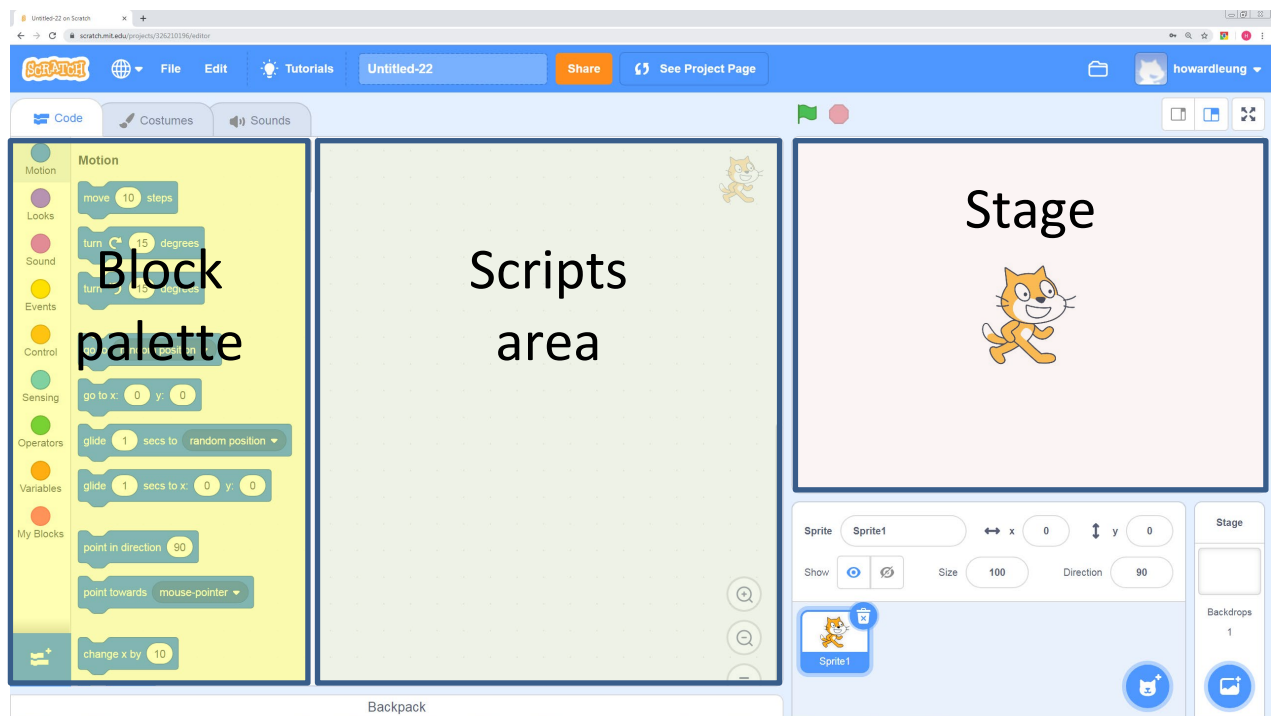 Untitled-22 on Scratch
scratch.mit.edu/projects/326210196/editor
SCRATCH File Edit Tutorials Untitled-22 Share See Project Page howardleung
Code Costumes Sounds
Motion
Looks
Sound
Events
Control
Sensing
Operators
Variables
My Blocks
Motion
move 10 steps
turn 15 degrees
turn 15 degrees
go to random position
go to x: 0 y: 0
glide 1 secs to random position
glide 1 secs to x: 0 y: 0
point in direction 90
point towards mouse-pointer
change x by 10
Block
palette
Scripts
area
Stage
Sprite Sprite1 x 0 y 0
Show Size 100 Direction 90
Sprite1
Stage
Backdrops
1
Backpack